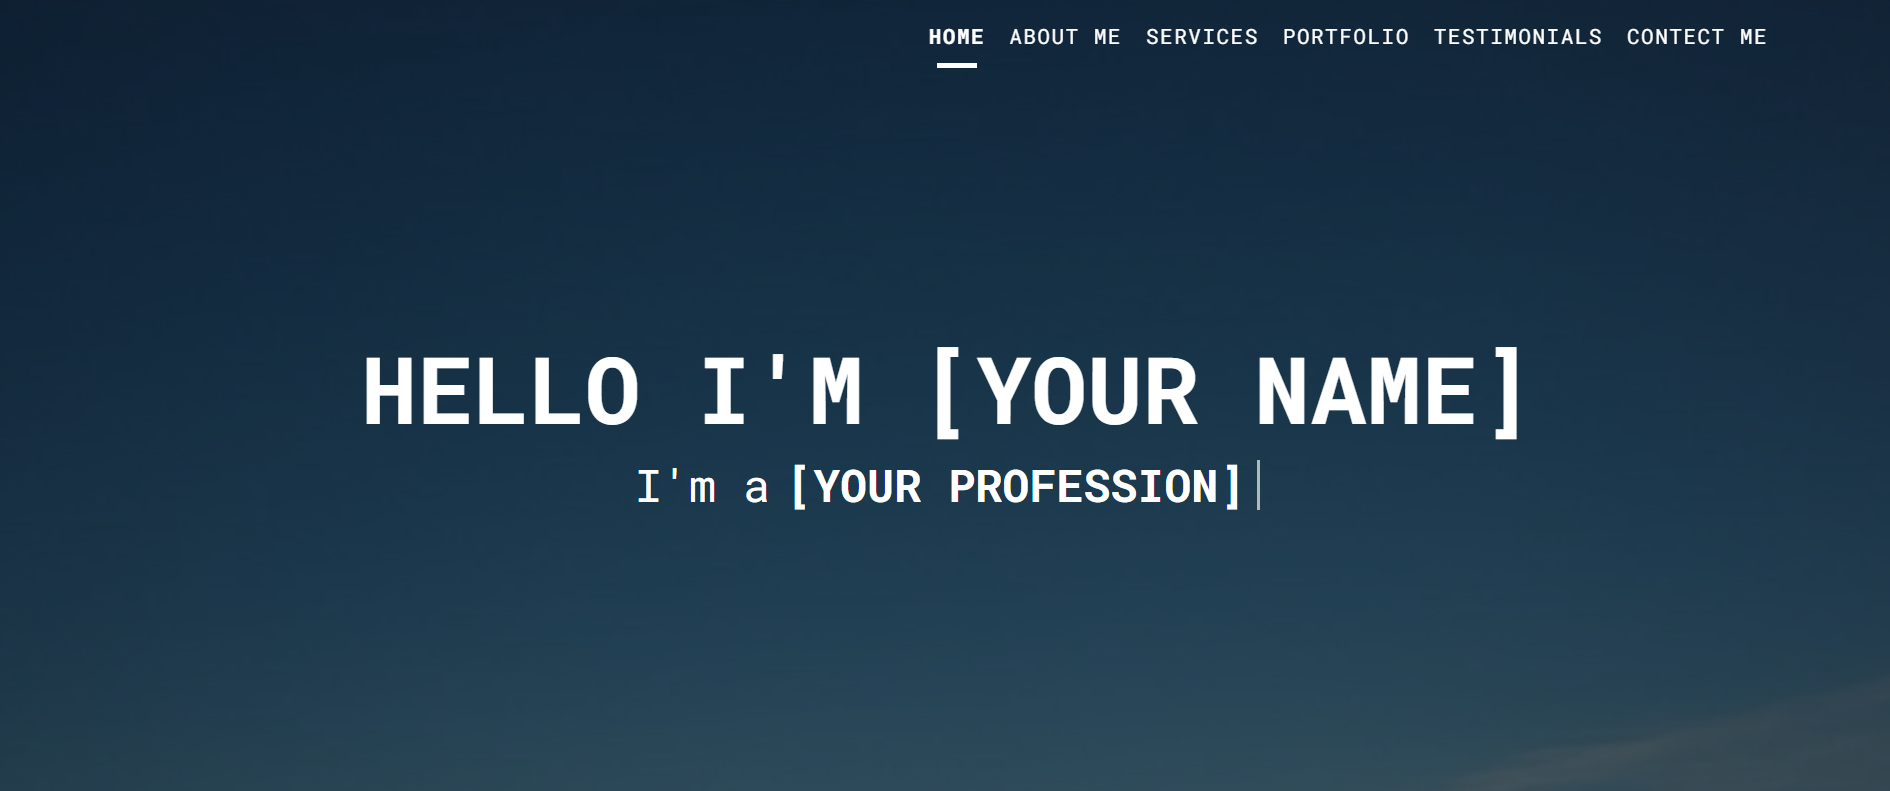 HOME ABOUT ME SERVICES PORTFOLIO TESTIMONIALS CONTECT ME
HELLO I'M [YOUR NAME]
I'm a [YOUR PROFESSION]